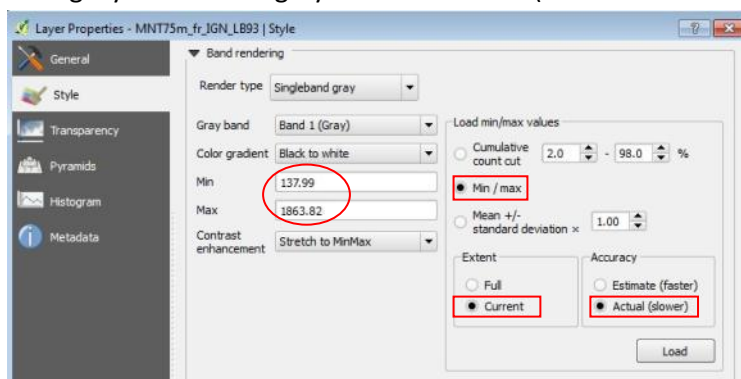 Layer Properties - MNT75m_fr_IGN_LB93 | Style
General
Style
Transparency
Pyramids
Histogram
Metadata
Band rendering
Render type Singleband gray
Gray band Band 1 (Gray)
Color gradient Black to white
Min 137.99
Max 1863.82
Contrast
enhancement Stretch to MinMax
Load min/max values
Cumulative
count cut 2.0 - 98.0 %
Min / max
Mean +/-
standard deviation × 1.00
Extent
Full
Current
Accuracy
Estimate (faster)
Actual (slower)
Load